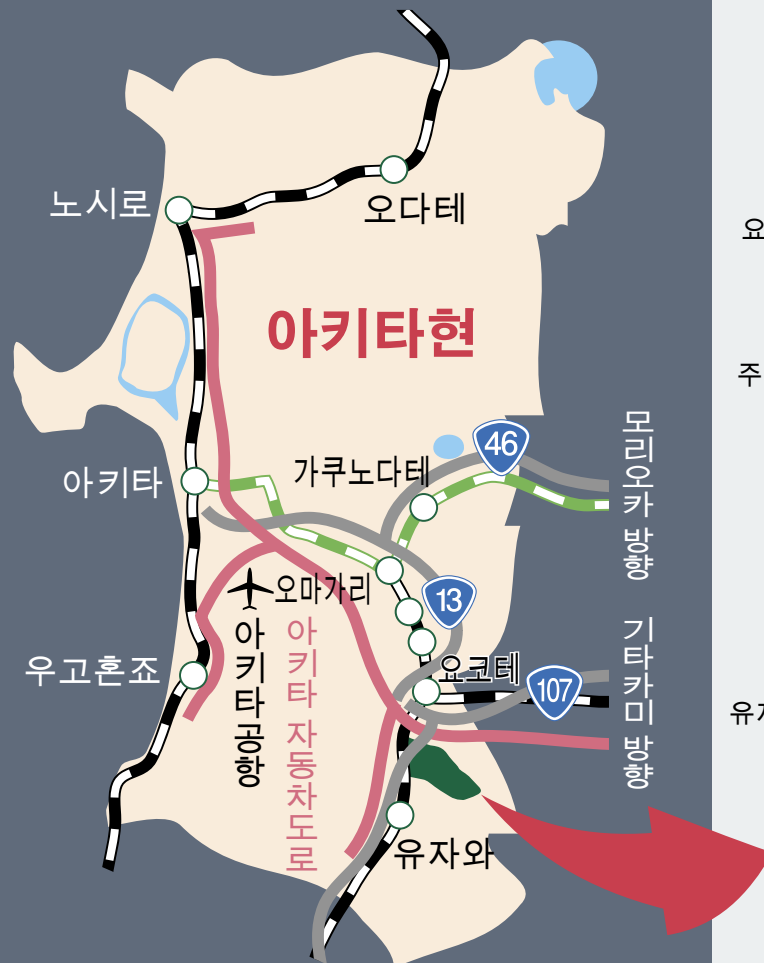 노시로
오다테
아키타현
46
모리오카 방향
가쿠노다테
아키타
오마가리
13
아키타공항
아키타 자동차도로
우고혼죠
요코테
107
기타카미 방향
유자와
요
주